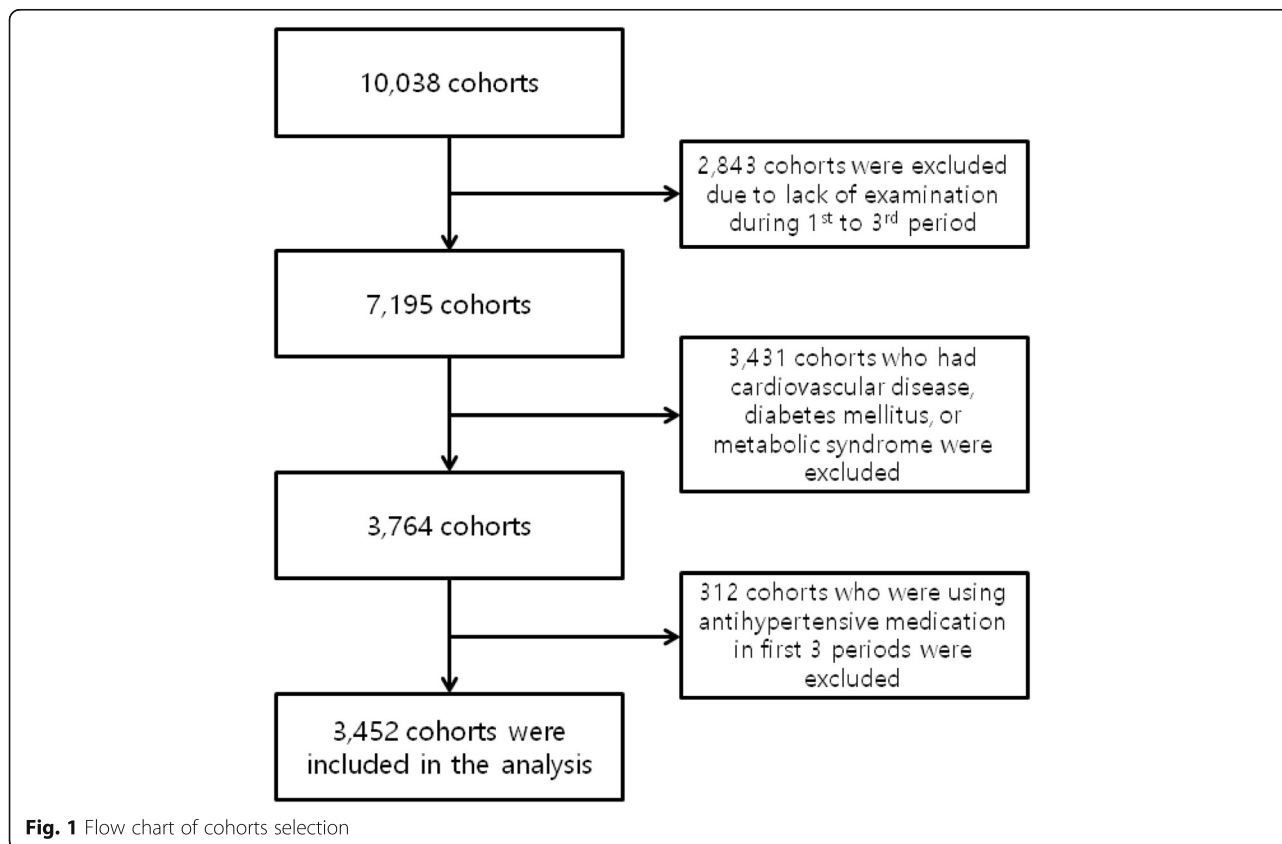 10,038 cohorts
2,843 cohorts were excluded
due to lack of examination
during 1st to 3rd period
7,195 cohorts
3,431 cohorts who had
cardiovascular disease,
diabetes mellitus, or
metabolic syndrome were
excluded
3,764 cohorts
312 cohorts who were using
antihypertensive medication
in first 3 periods were
excluded
3,452 cohorts were
included in the analysis
Fig. 1 Flow chart of cohorts selection